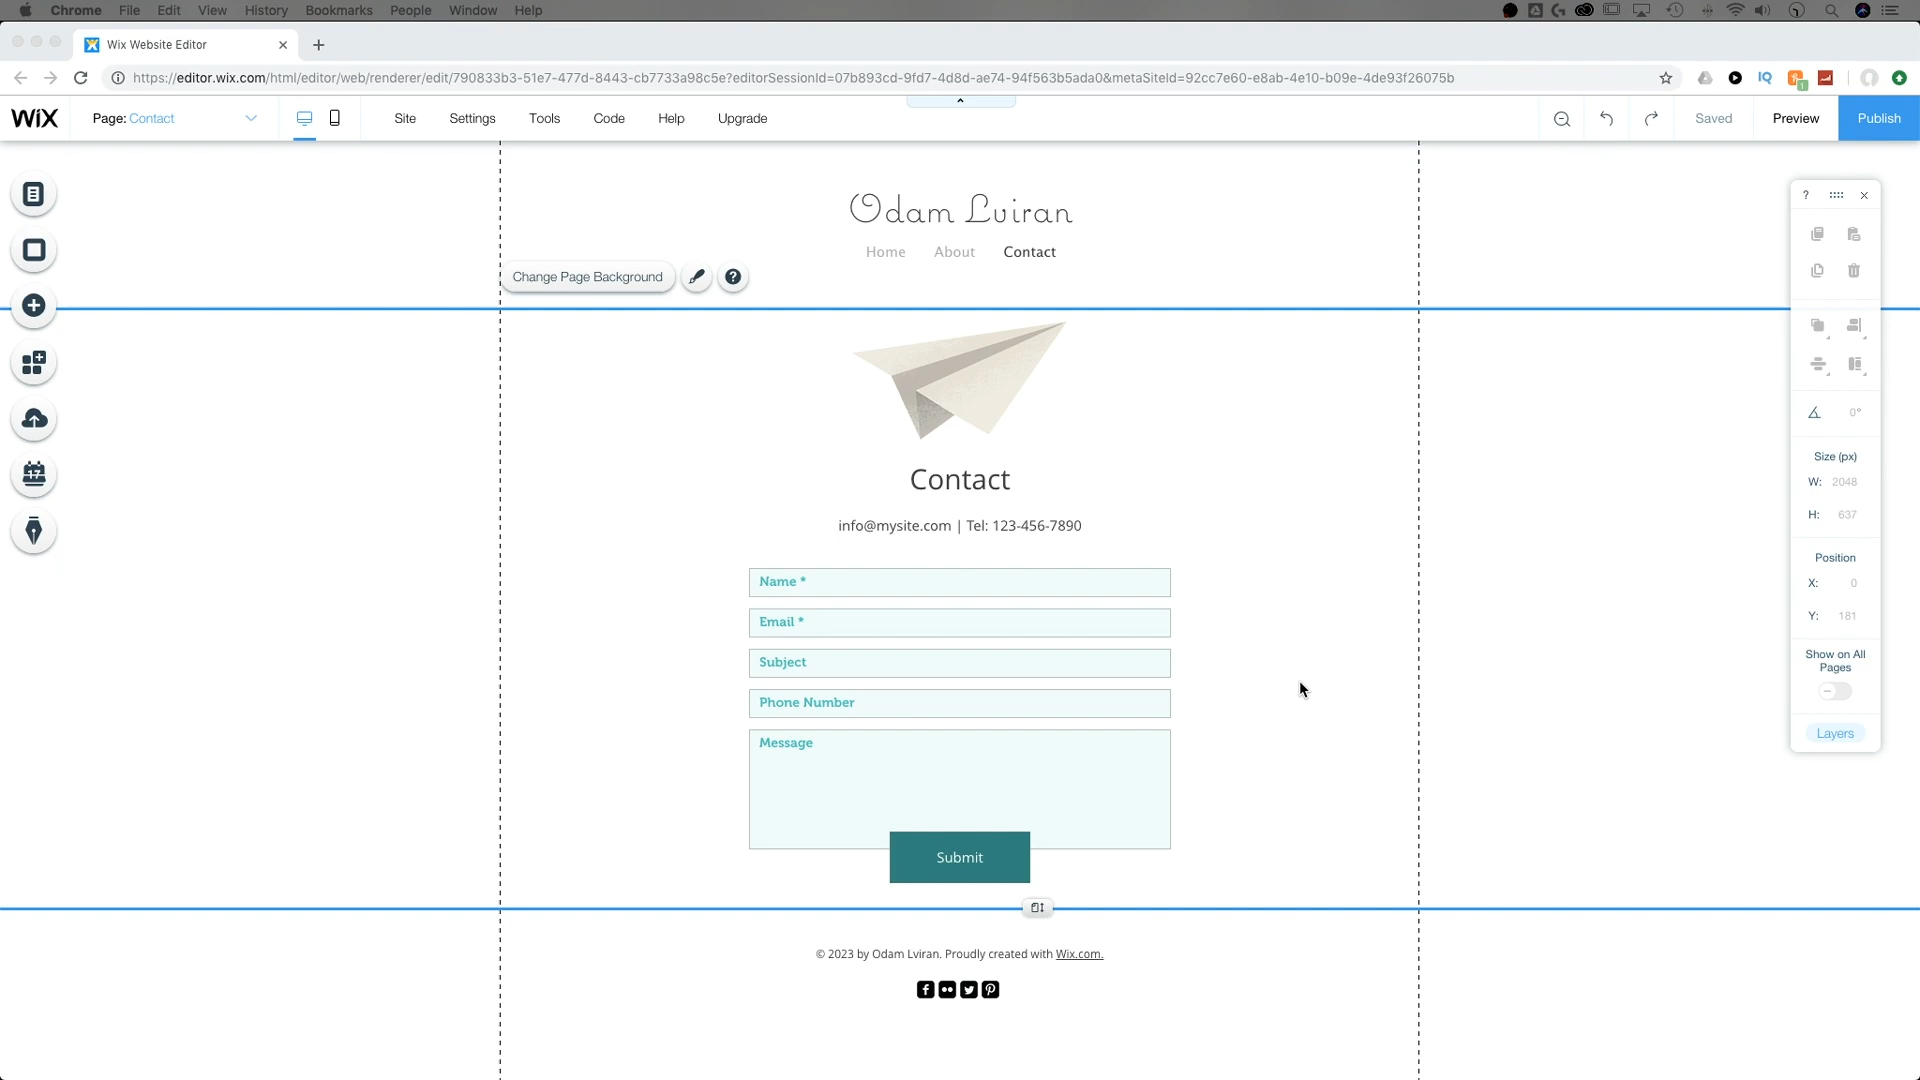 Chrome File Edit View History Bookmarks People Window Help
Wix Website Editor
https://editor.wix.com/html/editor/web/renderer/edit/790833b3-51e7-477d-8443-cb7733a98c5e?editorSessionId=07b893cd-9fd7-4d8d-ae74-94f563b5ada0&metaSiteId=92cc7e60-e8ab-4e10-b09e-4de93f26075b
IQ
1
WiX Page: Contact Site Settings Tools Code Help Upgrade Saved Preview Publish
Odam Lviran
Home About Contact
Change Page Background ?
Contact
info@mysite.com | Tel: 123-456-7890
Name *
Email *
Subject
Phone Number
Message
Submit
© 2023 by Odam Lviran. Proudly created with Wix.com.
17
?
0°
Size (px)
W: 2048
H: 637
Position
X: 0
Y: 181
Show on All
Pages
Layers